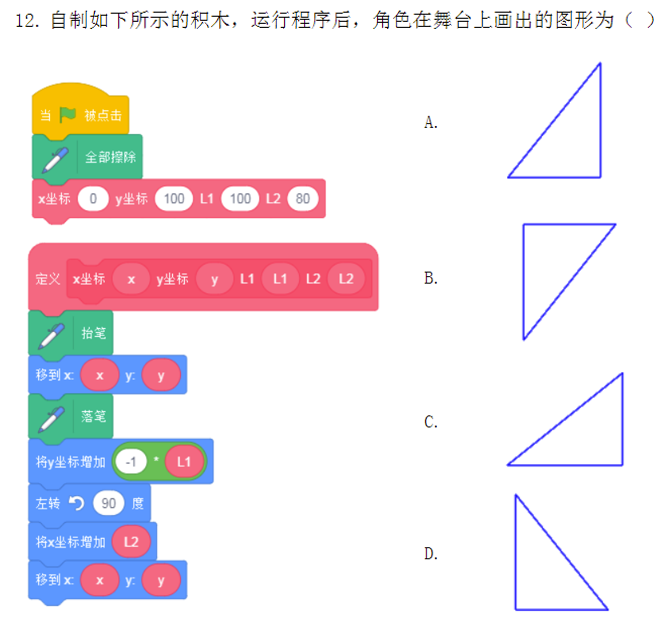 12. 自制如下所示的积木，运行程序后，角色在舞台上画出的图形为（ ）
当 被点击
全部擦除
x坐标 0 y坐标 100 L1 100 L2 80
定义 x坐标 x y坐标 y L1 L1 L2 L2
抬笔
移到 x: x y: y
落笔
将y坐标增加 -1 * L1
左转 90 度
将x坐标增加 L2
移到 x: x y: y
A.
B.
C.
D.